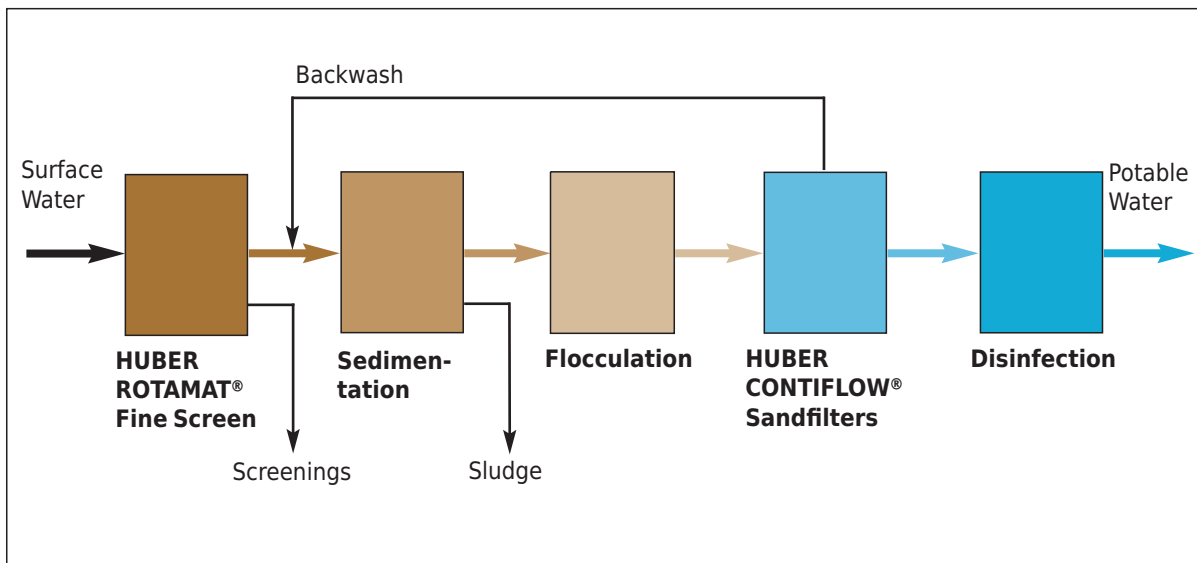 Backwash
Surface
Water
Potable
Water
HUBER
ROTAMAT®
Fine Screen
Sedimen-
tation
Flocculation
HUBER
CONTIFLOW®
Sandfilters
Disinfection
Screenings
Sludge